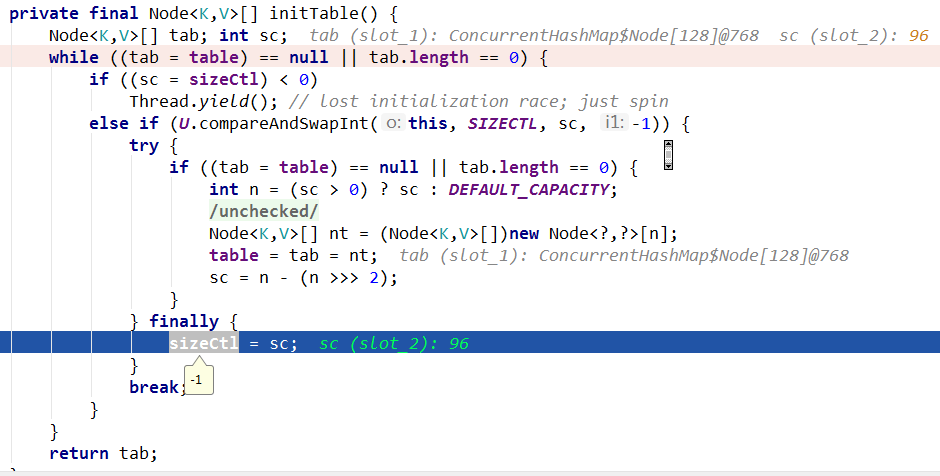 private final Node<K,V>[] initTable() {
    Node<K,V>[] tab; int sc;  tab (slot_1): ConcurrentHashMap$Node[128]@768  sc (slot_2): 96
    while ((tab = table) == null || tab.length == 0) {
        if ((sc = sizeCtl) < 0)
            Thread.yield(); // lost initialization race; just spin
        else if (U.compareAndSwapInt( o: this, SIZECTL, sc, i1: -1)) {
            try {
                if ((tab = table) == null || tab.length == 0) {
                    int n = (sc > 0) ? sc : DEFAULT_CAPACITY;
                    /unchecked/
                    Node<K,V>[] nt = (Node<K,V>[])new Node<?,?>[n];
                    table = tab = nt;  tab (slot_1): ConcurrentHashMap$Node[128]@768
                    sc = n - (n >>> 2);
                }
            } finally {
                sizeCtl = sc;  sc (slot_2): 96
            }
            break;
-1
        }
    }
    return tab;